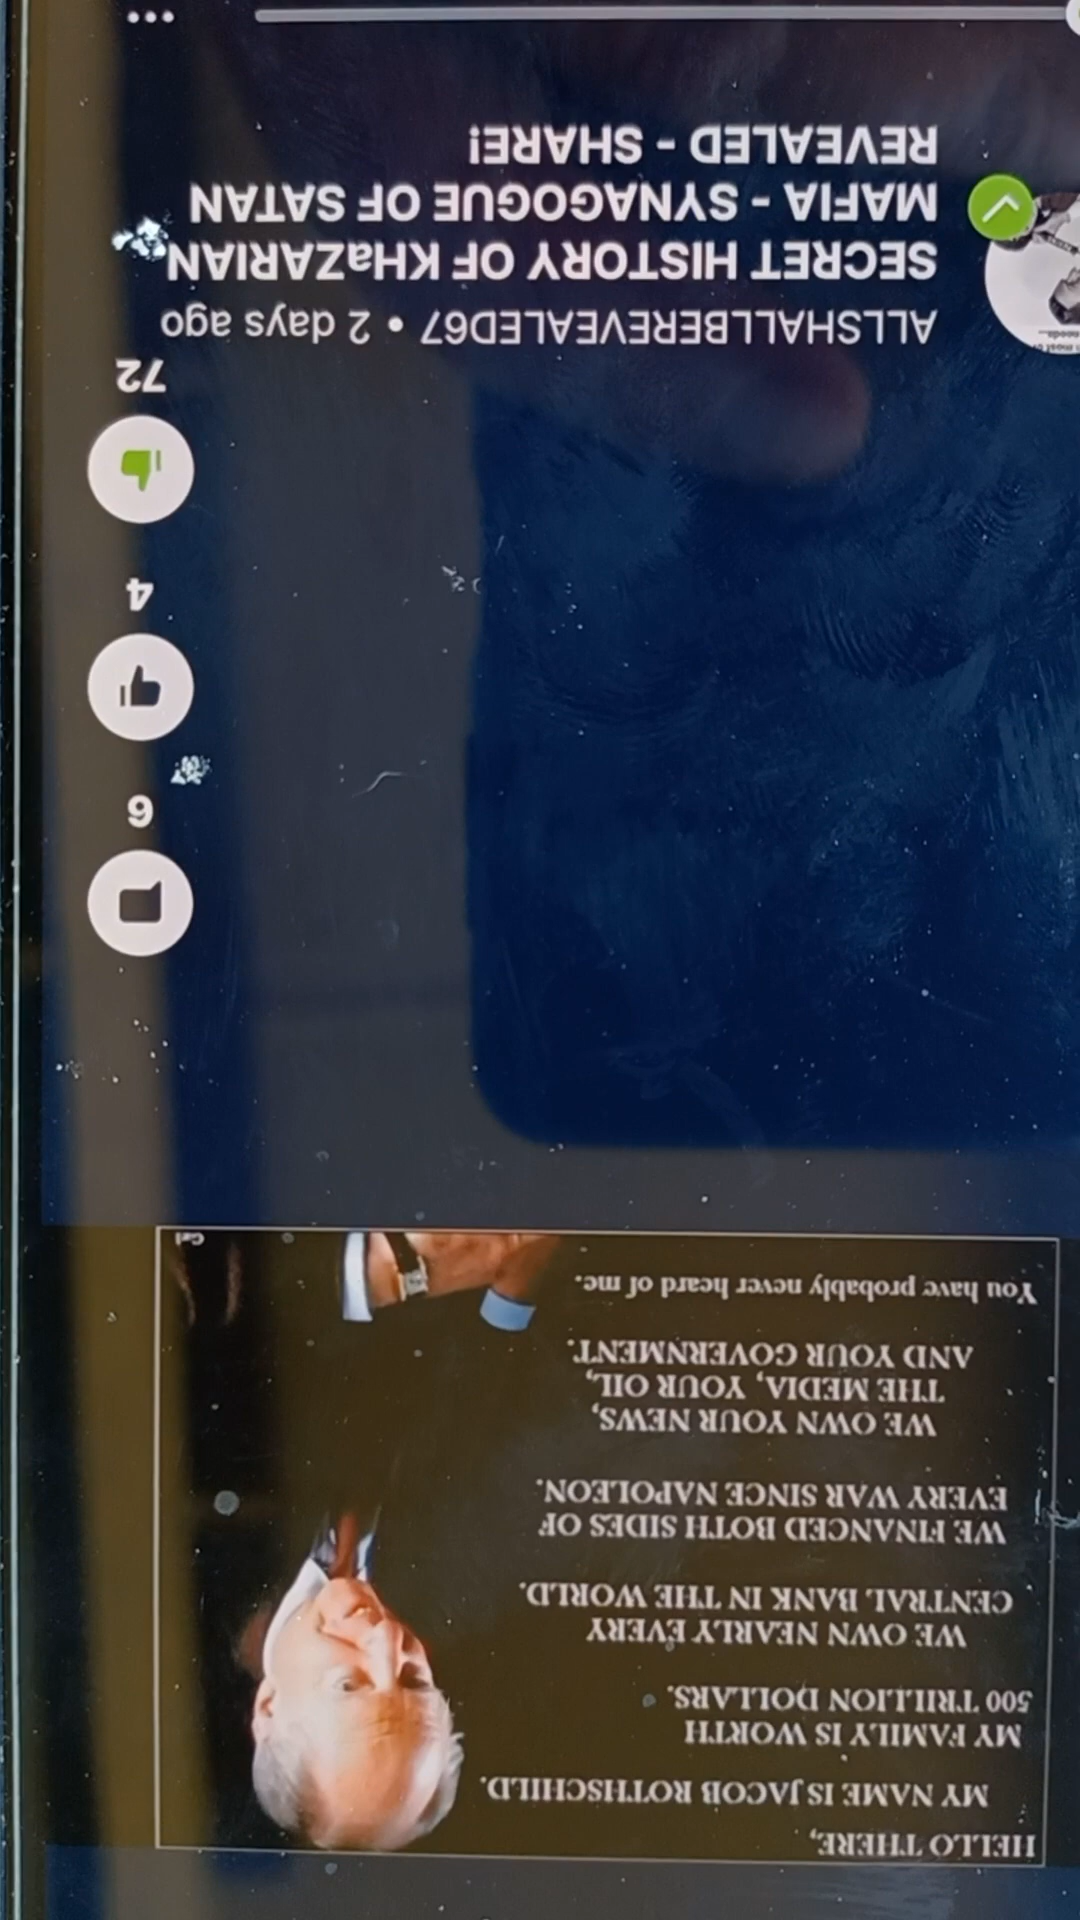 HELLO THERE,
MY NAME IS JACOB ROTHSCHILD.
MY FAMILY IS WORTH
500 TRILLION DOLLARS.
WE OWN NEARLY EVERY
CENTRAL BANK IN THE WORLD.
WE FINANCED BOTH SIDES OF
EVERY WAR SINCE NAPOLEON.
WE OWN YOUR NEWS,
THE MEDIA, YOUR OIL,
AND YOUR GOVERNMENT.
You have probably never heard of me.
6
4
72
ALLSHALLBEREVEALED67 • 2 days ago
SECRET HISTORY OF KHaZARIAN
MAFIA - SYNAGOGUE OF SATAN
REVEALED - SHARE!